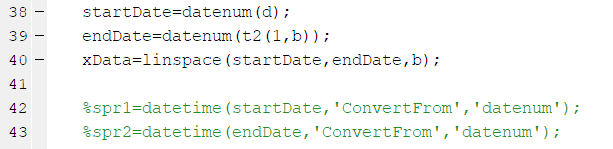 38 – startDate=datenum(d);
39 – endDate=datenum(t2(1,b));
40 – xData=linspace(startDate,endDate,b);
41
42 %spr1=datetime(startDate,'ConvertFrom','datenum');
43 %spr2=datetime(endDate,'ConvertFrom','datenum');